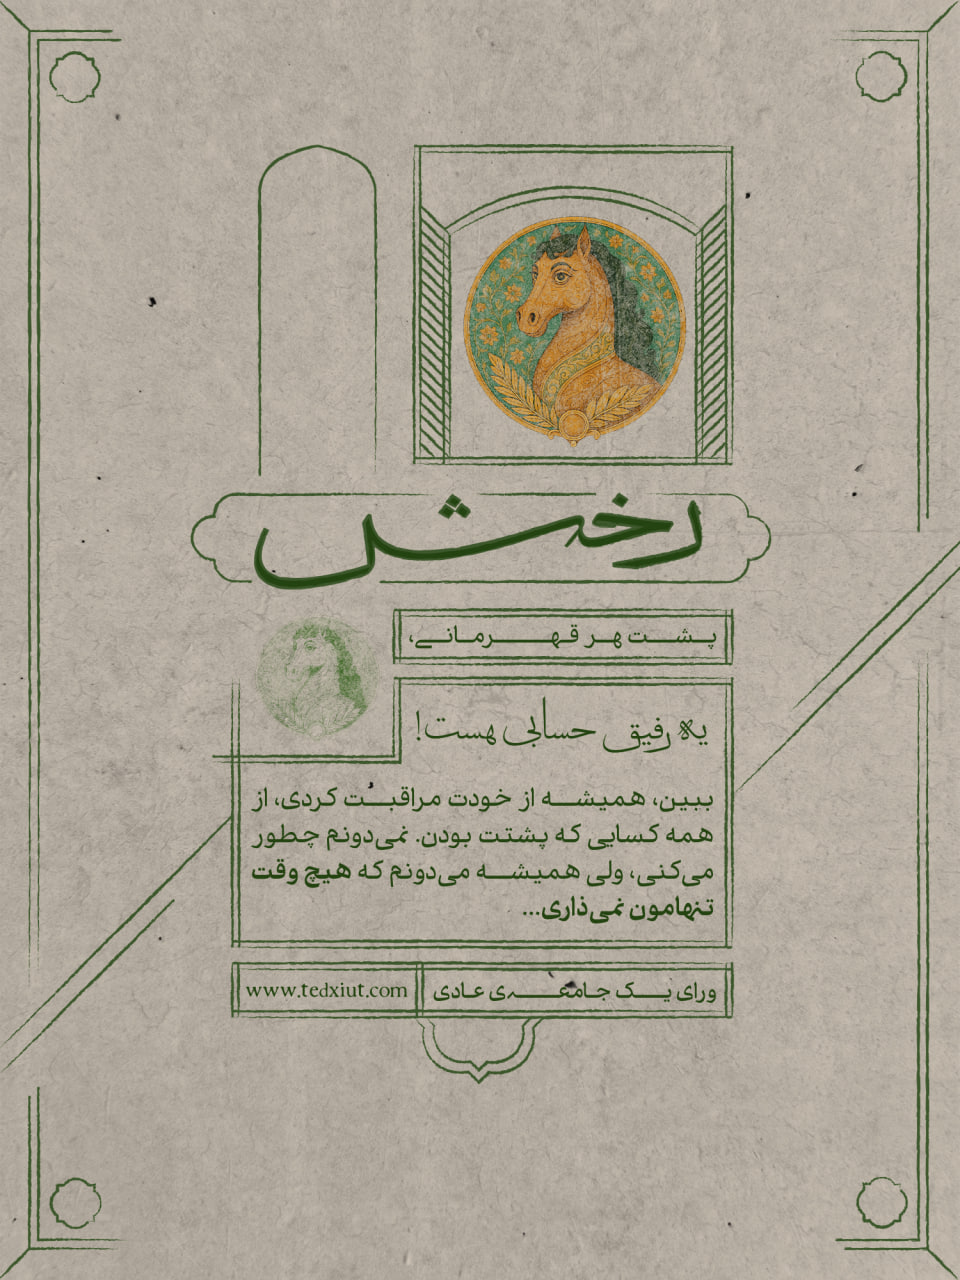 رخش
پشت هر قهرمانی،
یه رفیق حسابی هست!
ببین، همیشه از خودت مراقبت کردی، از
همه کسایی که پشتت بودن. نمی‌دونم چطور
می‌کنی، ولی همیشه می‌دونم که هیچ وقت
تنهامون نمی‌ذاری...
ورای یک جامعه‌ی عادی
www.tedxiut.com